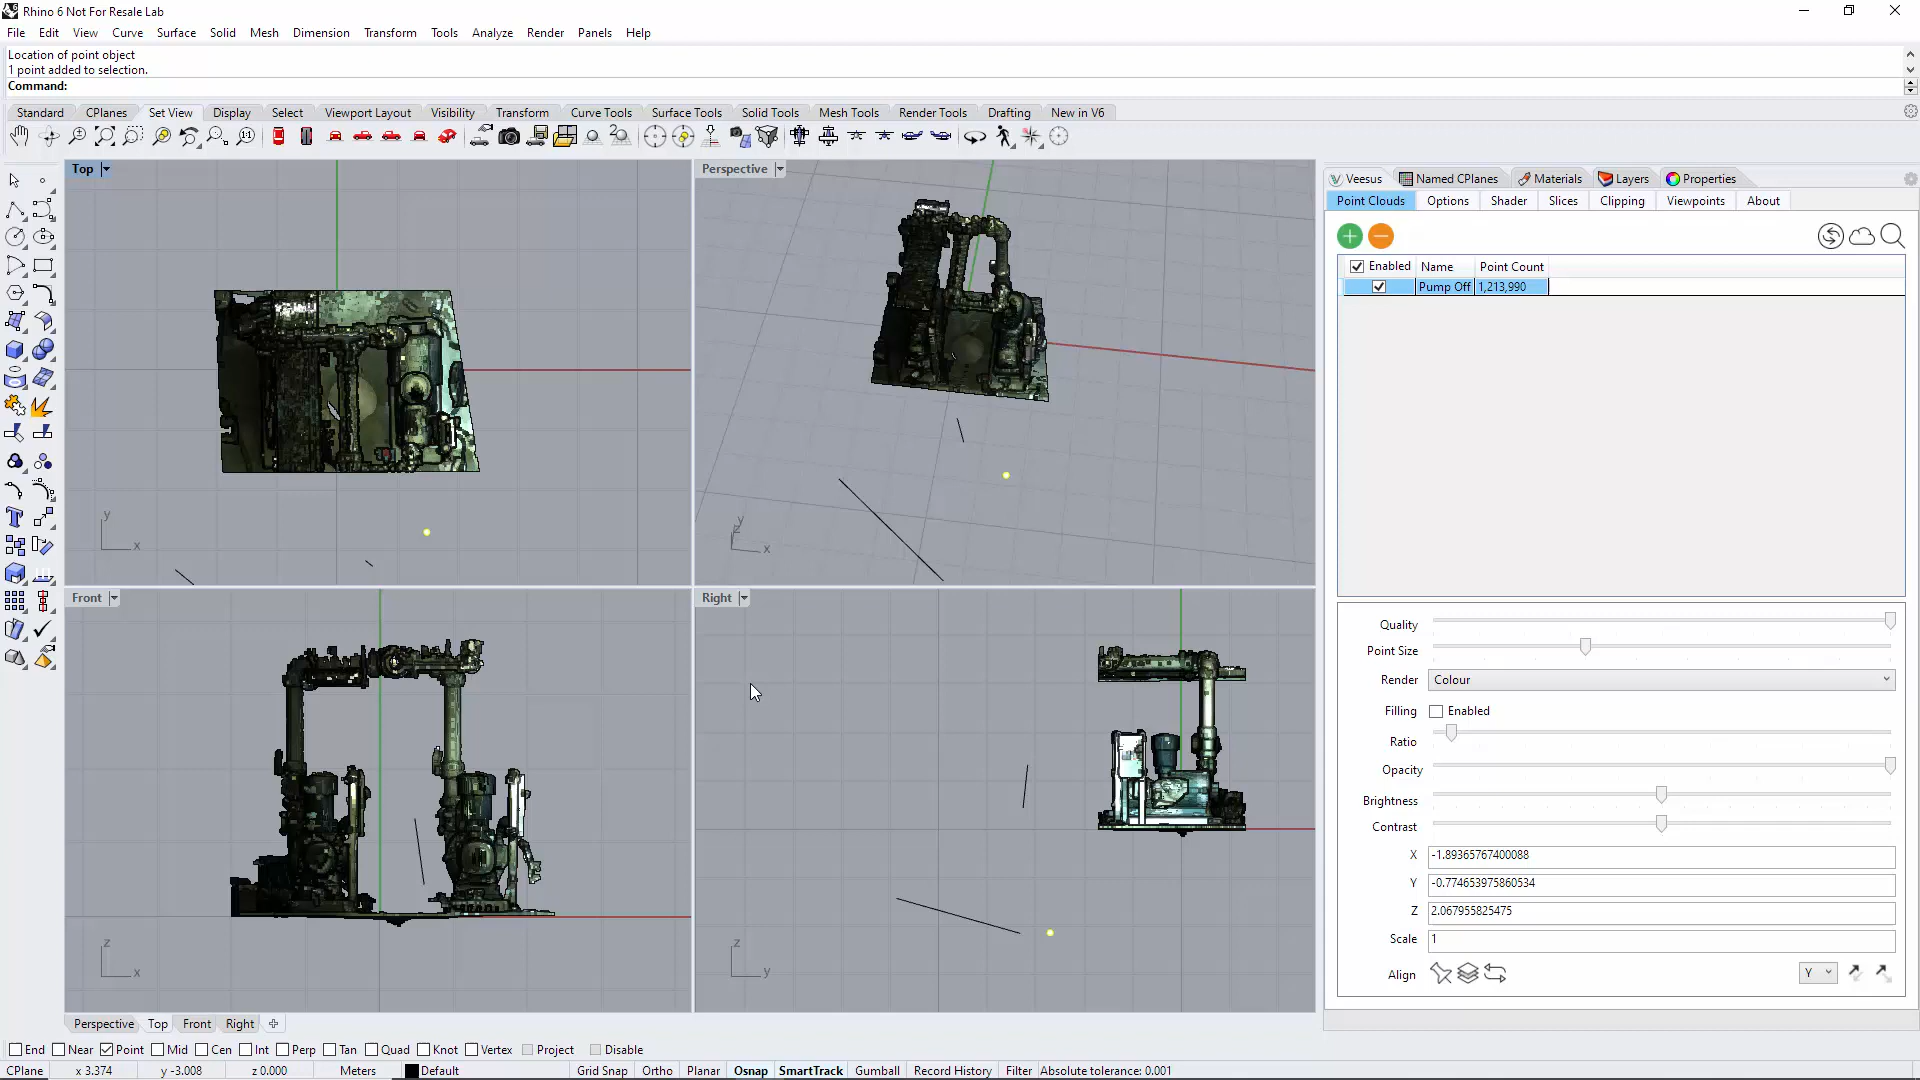 Rhino 6 Not For Resale Lab
File Edit View Curve Surface Solid Mesh Dimension Transform Tools Analyze Render Panels Help
Location of point object
1 point added to selection.
Command:
Standard CPlanes Set View Display Select Viewport Layout Visibility Transform Curve Tools Surface Tools Solid Tools Mesh Tools Render Tools Drafting New in V6
Top
Perspective
Front
Right
y
x
y
z
x
z
x
z
y
Veesus Named CPlanes Materials Layers Properties
Point Clouds Options Shader Slices Clipping Viewpoints About
Enabled Name Point Count
Pump Off 1,213,990
Quality
Point Size
Render Colour
Filling Enabled
Ratio
Opacity
Brightness
Contrast
X -1.89365767400088
Y -0.774653975860534
Z 2.067955825475
Scale 1
Align Y
Perspective Top Front Right
End Near Point Mid Cen Int Perp Tan Quad Knot Vertex Project Disable
CPlane x 3.374 y -3.008 z 0.000 Meters Default Grid Snap Ortho Planar Osnap SmartTrack Gumball Record History Filter Absolute tolerance: 0.001